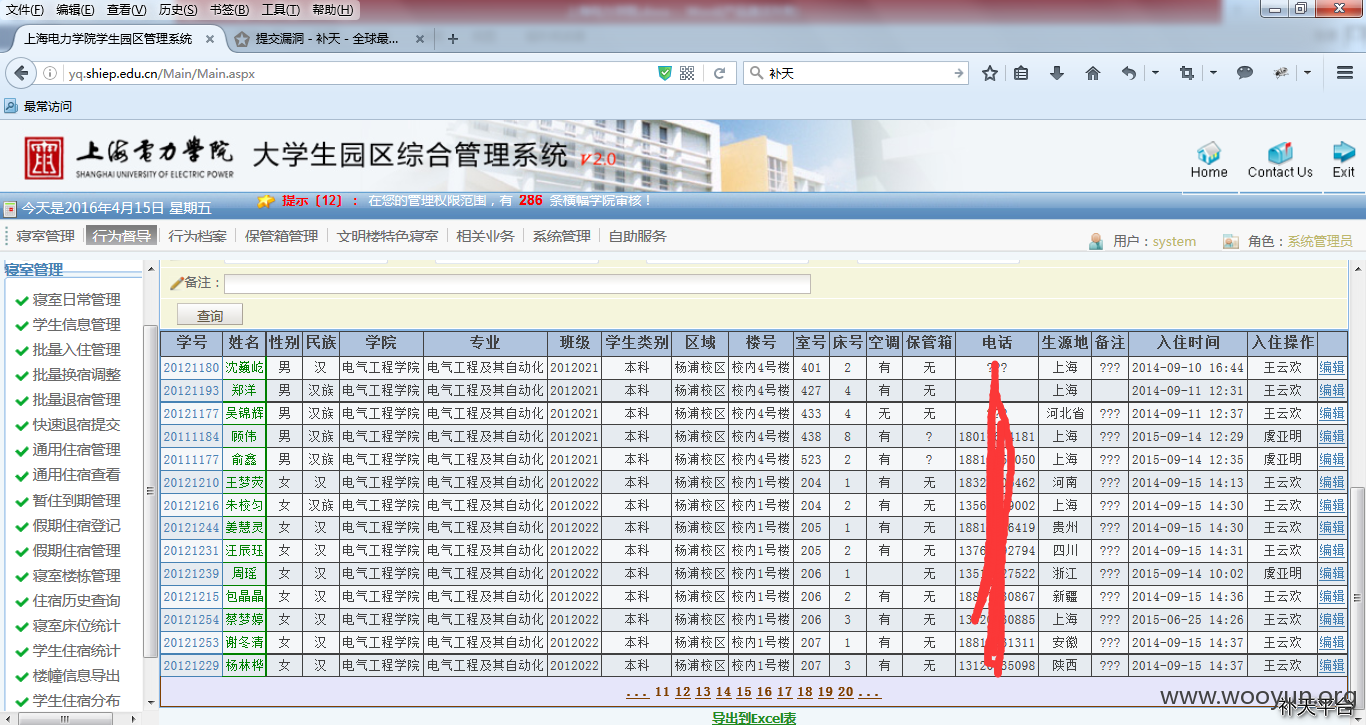 文件(F) 编辑(E) 查看(V) 历史(S) 书签(B) 工具(T) 帮助(H)
上海电力学院学生园区管理系统 × 提交漏洞 - 补天 - 全球最... × +
yq.shiep.edu.cn/Main/Main.aspx 补天
最常访问
上海电力学院 大学生园区综合管理系统 V2.0
SHANGHAI UNIVERSITY OF ELECTRIC POWER
Home Contact Us Exit
今天是2016年4月15日 星期五 提示〔12〕： 在您的管理权限范围，有 286 条横幅学院审核！
寝室管理 行为督导 行为档案 保管箱管理 文明楼特色寝室 相关业务 系统管理 自助服务
用户：system 角色：系统管理员
寝室管理
寝室日常管理
学生信息管理
批量入住管理
批量换宿调整
批量退宿管理
快速退宿提交
通用住宿管理
通用住宿查看
暂住到期管理
假期住宿登记
假期住宿管理
寝室楼栋管理
住宿历史查询
寝室床位统计
学生住宿统计
楼幢信息导出
学生住宿分布
备注：
查询
学号 姓名 性别 民族 学院 专业 班级 学生类别 区域 楼号 室号 床号 空调 保管箱 电话 生源地 备注 入住时间 入住操作
20121180 沈巍屹 男 汉 电气工程学院 电气工程及其自动化 2012021 本科 杨浦校区 校内4号楼 401 2 有 无 上海 ??? 2014-09-10 16:44 王云欢 编辑
20121193 郑洋 男 汉族 电气工程学院 电气工程及其自动化 2012021 本科 杨浦校区 校内4号楼 427 4 有 无 上海 2014-09-11 12:31 王云欢 编辑
20121177 吴锦辉 男 汉族 电气工程学院 电气工程及其自动化 2012021 本科 杨浦校区 校内4号楼 433 4 无 无 河北省 ??? 2014-09-11 12:37 王云欢 编辑
20111184 顾伟 男 汉族 电气工程学院 电气工程及其自动化 2012021 本科 杨浦校区 校内4号楼 438 8 有 ? 1801 4181 上海 ??? 2015-09-14 12:29 虞亚明 编辑
20111177 俞鑫 男 汉族 电气工程学院 电气工程及其自动化 2012021 本科 杨浦校区 校内4号楼 523 2 有 ? 1881 050 上海 ??? 2015-09-14 12:35 虞亚明 编辑
20121210 王梦荧 女 汉 电气工程学院 电气工程及其自动化 2012022 本科 杨浦校区 校内1号楼 204 1 有 无 1832 462 河南 ??? 2014-09-15 14:13 王云欢 编辑
20121216 朱校匀 女 汉族 电气工程学院 电气工程及其自动化 2012022 本科 杨浦校区 校内1号楼 204 2 有 无 1356 9002 上海 ??? 2014-09-15 14:30 王云欢 编辑
20121244 姜慧灵 女 汉 电气工程学院 电气工程及其自动化 2012022 本科 杨浦校区 校内1号楼 205 1 有 无 1881 6419 贵州 ??? 2014-09-15 14:30 王云欢 编辑
20121231 汪辰珏 女 汉 电气工程学院 电气工程及其自动化 2012022 本科 杨浦校区 校内1号楼 205 2 有 无 1376 2794 四川 ??? 2014-09-15 14:31 王云欢 编辑
20121239 周瑶 女 汉 电气工程学院 电气工程及其自动化 2012022 本科 杨浦校区 校内1号楼 206 1 无 135 7522 浙江 ??? 2015-09-14 10:02 虞亚明 编辑
20121215 包晶晶 女 汉 电气工程学院 电气工程及其自动化 2012022 本科 杨浦校区 校内1号楼 206 2 有 无 188 0867 新疆 ??? 2014-09-15 14:36 王云欢 编辑
20121254 蔡梦婷 女 汉 电气工程学院 电气工程及其自动化 2012022 本科 杨浦校区 校内1号楼 206 3 有 无 0885 上海 ??? 2015-06-25 14:26 王云欢 编辑
20121253 谢冬清 女 汉 电气工程学院 电气工程及其自动化 2012022 本科 杨浦校区 校内1号楼 207 1 有 无 1881 1311 安徽 ??? 2014-09-15 14:37 王云欢 编辑
20121229 杨林桦 女 汉 电气工程学院 电气工程及其自动化 2012022 本科 杨浦校区 校内1号楼 207 3 有 无 1312 5098 陕西 ??? 2014-09-15 14:37 王云欢 编辑
... 11 12 13 14 15 16 17 18 19 20 ...
导出到Excel表
www.wooyun.org
补天平台